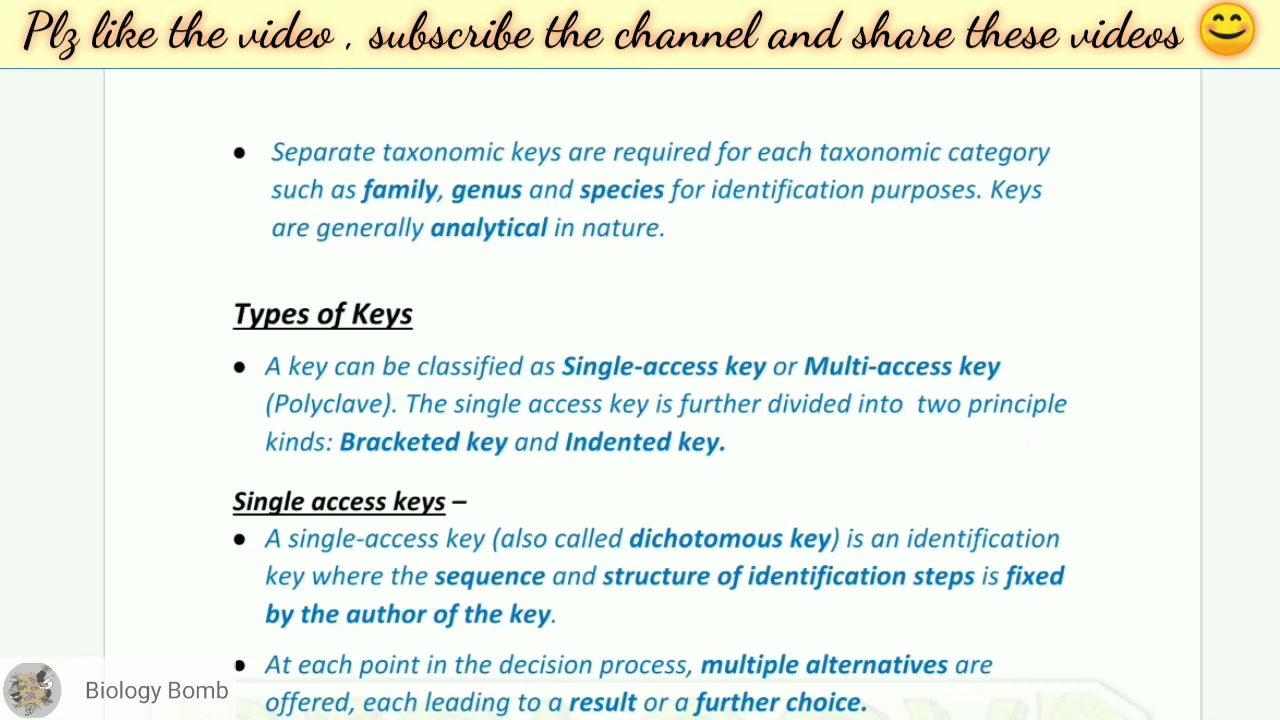 Plz like the video , subscribe the channel and share these videos 😊
● Separate taxonomic keys are required for each taxonomic category
such as family, genus and species for identification purposes. Keys
are generally analytical in nature.
Types of Keys
● A key can be classified as Single-access key or Multi-access key
(Polyclave). The single access key is further divided into two principle
kinds: Bracketed key and Indented key.
Single access keys –
● A single-access key (also called dichotomous key) is an identification
key where the sequence and structure of identification steps is fixed
by the author of the key.
● At each point in the decision process, multiple alternatives are
offered, each leading to a result or a further choice.
Biology Bomb